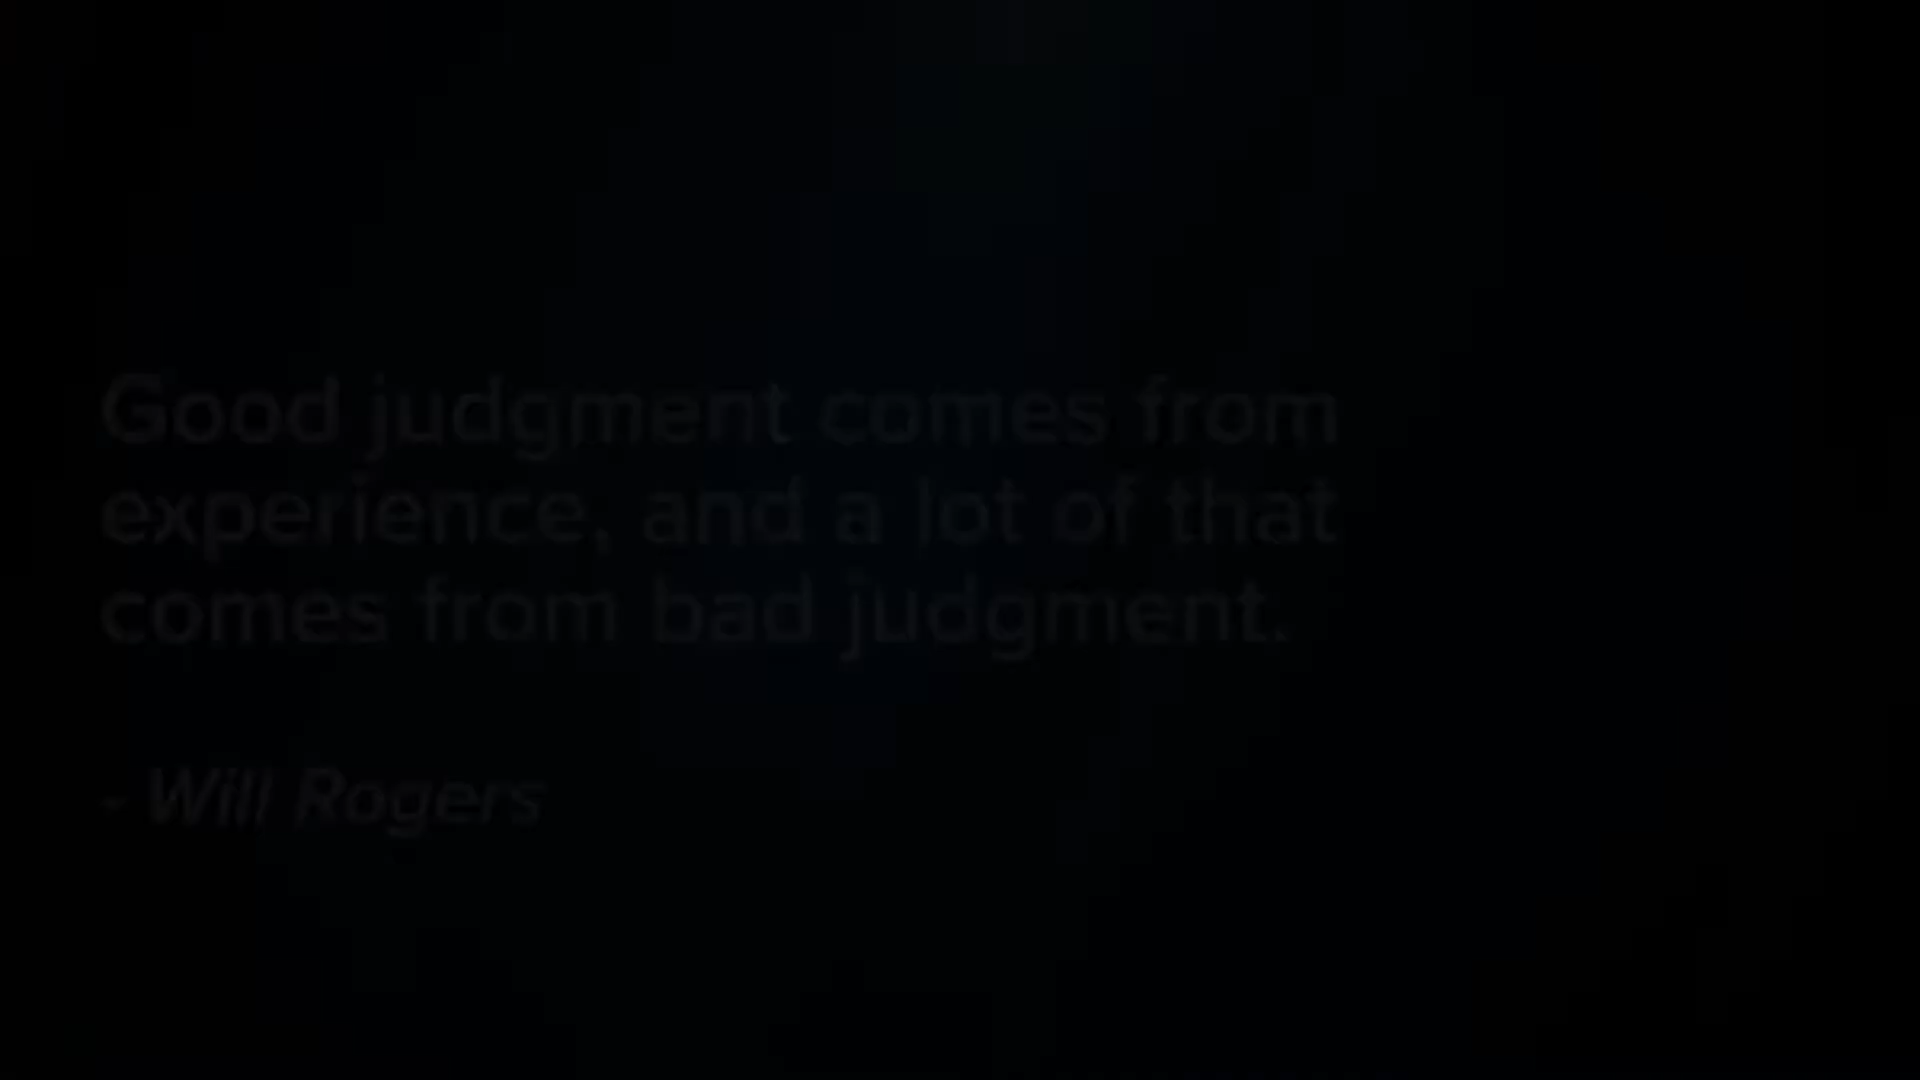 Good judgment comes from
experience, and a lot of that
comes from bad judgment.
- Will Rogers